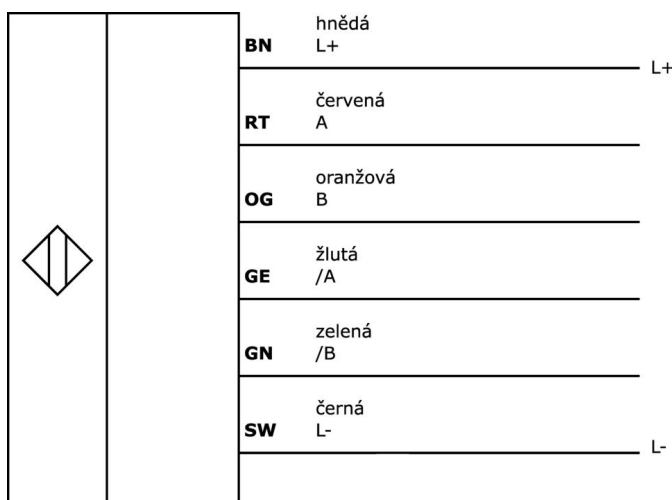 hnědá
BN L+
L+
červená
RT A
oranžová
OG B
žlutá
GE /A
zelená
GN /B
černá
SW L-
L-